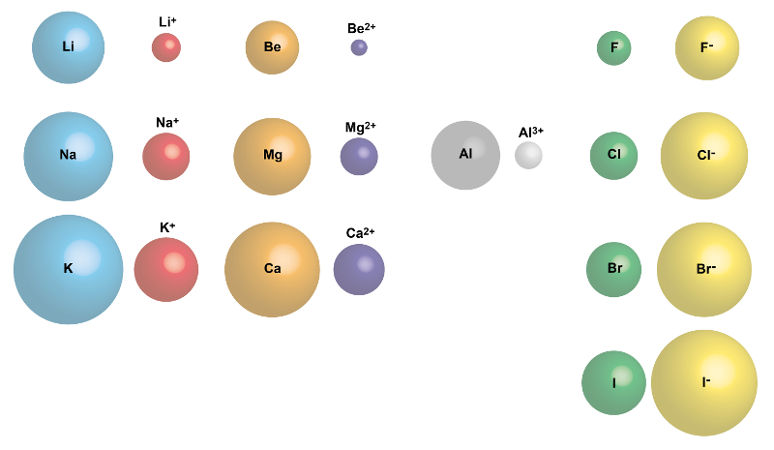 Li Li⁺ Be Be²⁺ F F⁻
Na Na⁺ Mg Mg²⁺ Al Al³⁺ Cl Cl⁻
K K⁺ Ca Ca²⁺ Br Br⁻
I I⁻